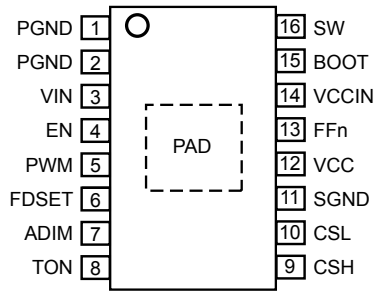 PGND 1 16 SW
PGND 2 15 BOOT
VIN 3 14 VCCIN
EN 4 13 FFn
PAD
PWM 5 12 VCC
FDSET 6 11 SGND
ADIM 7 10 CSL
TON 8 9 CSH